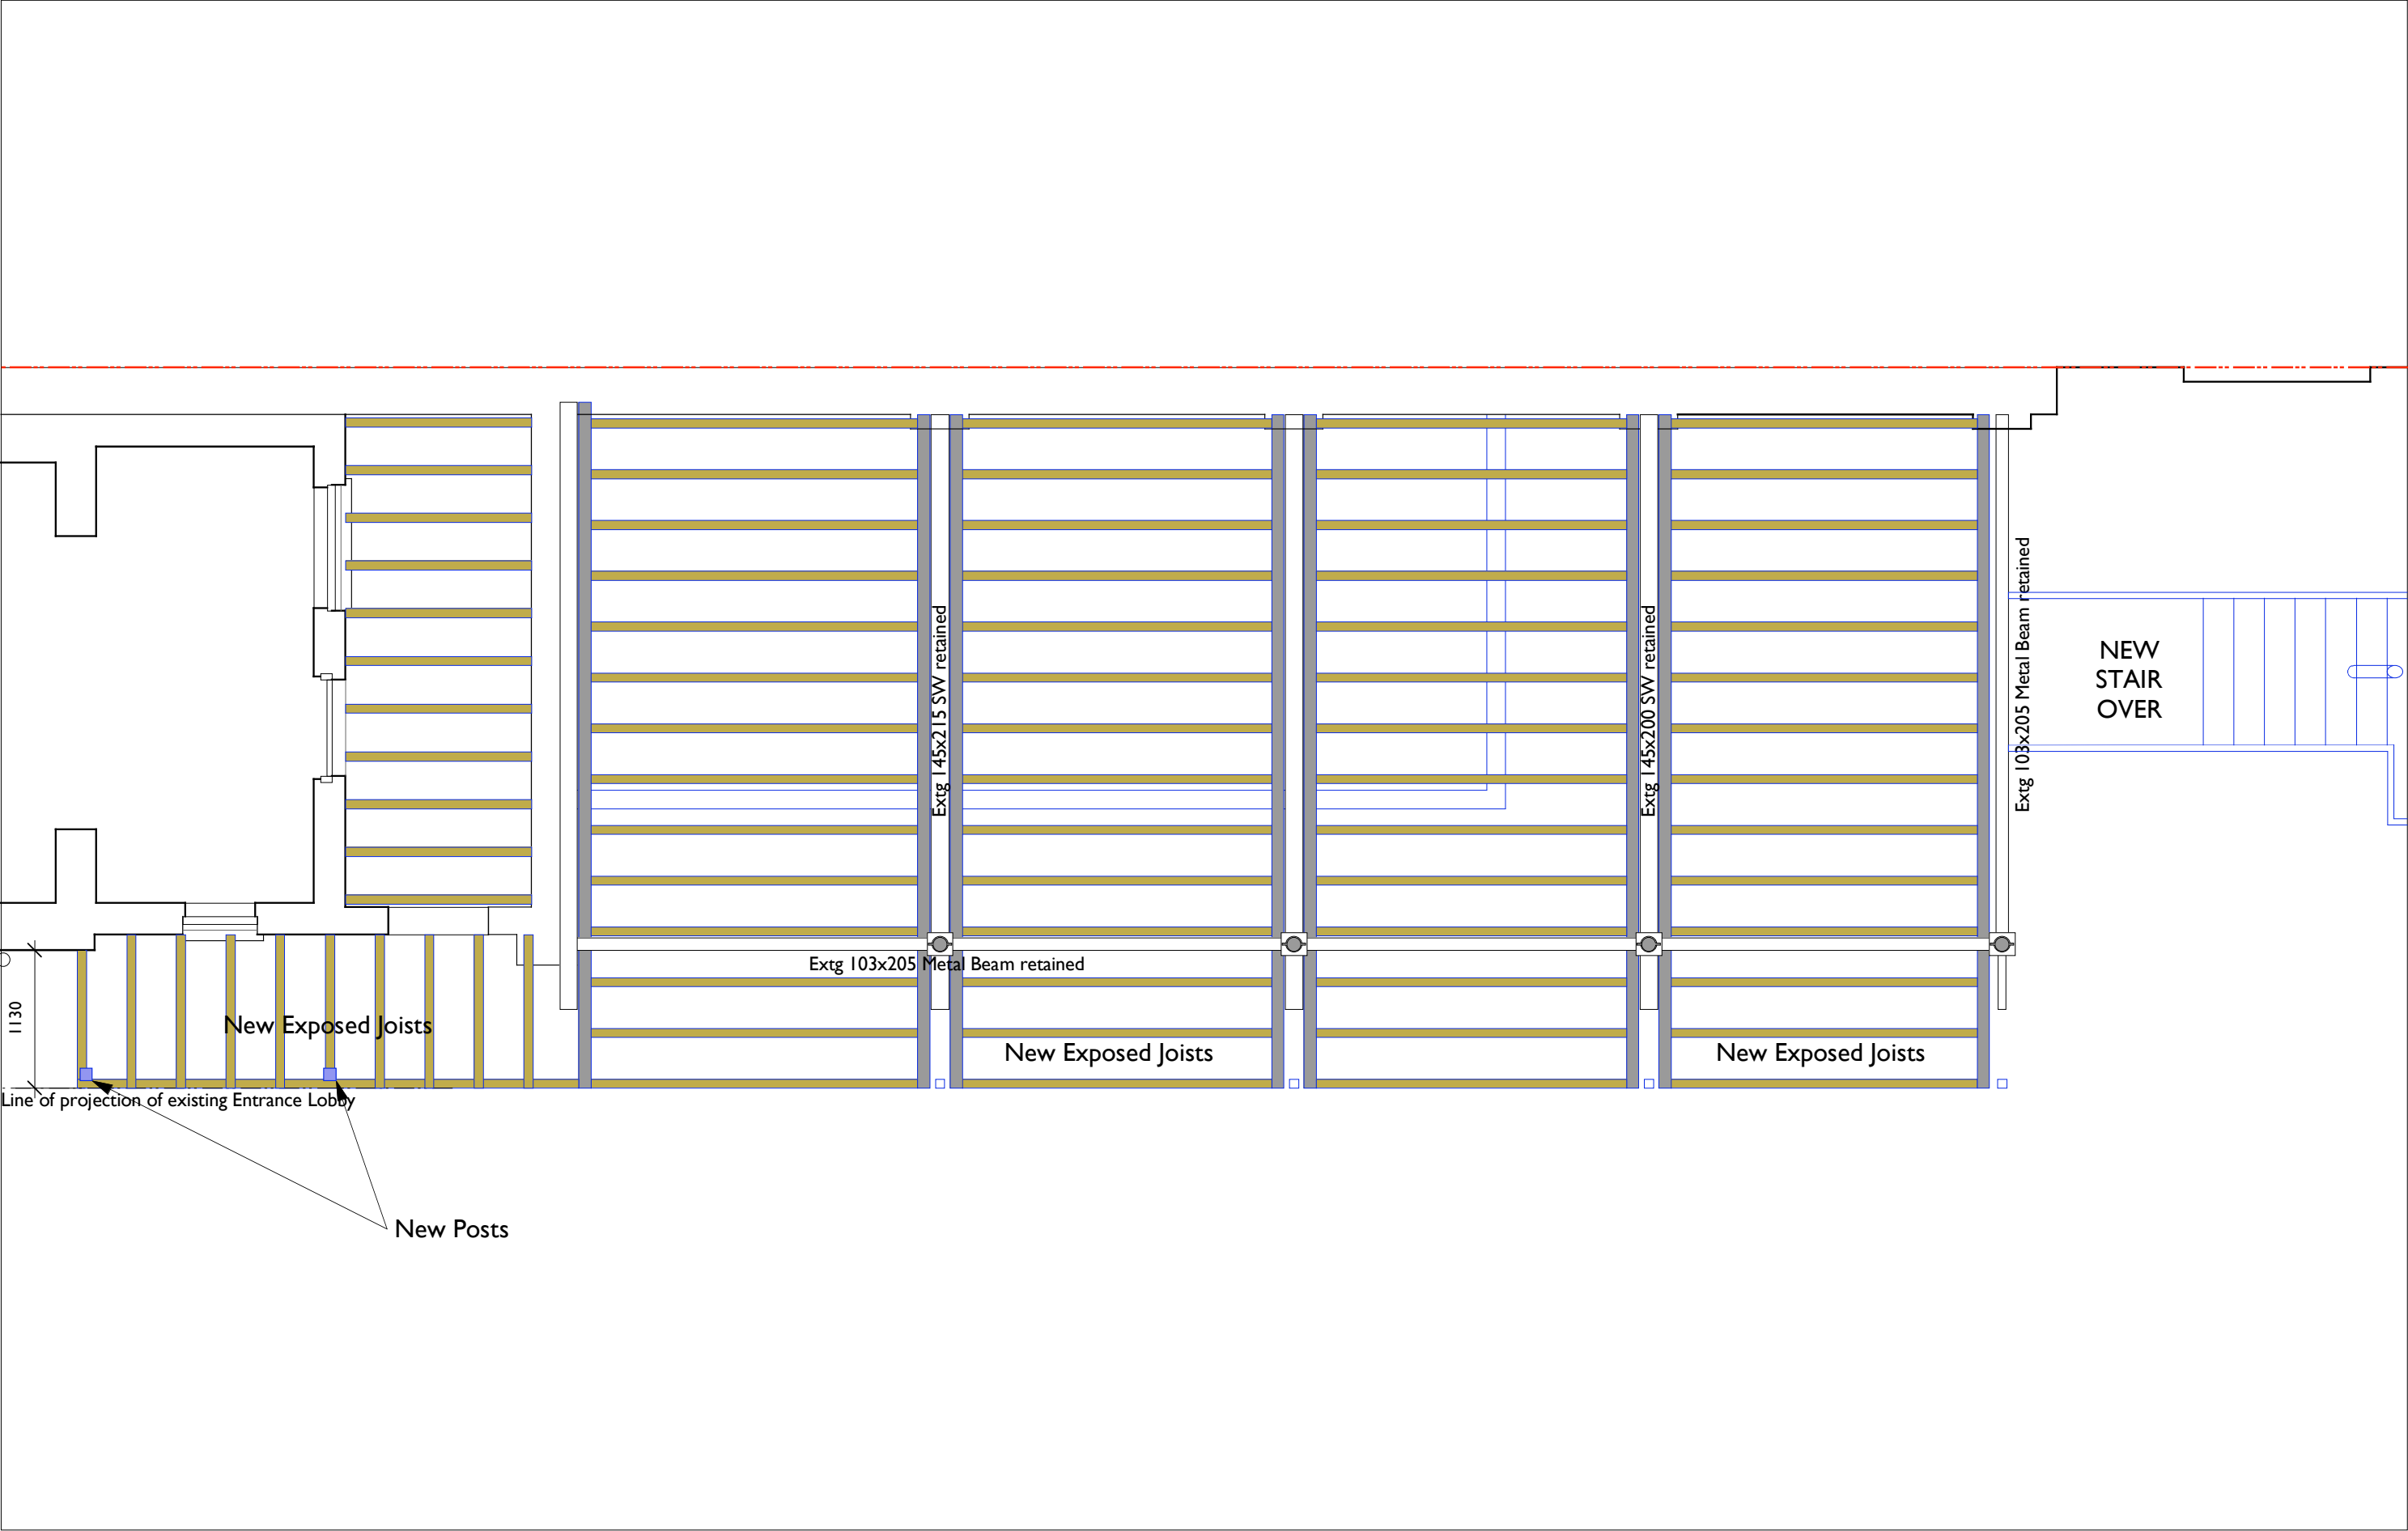 Extg 145x215 SW retained
Extg 145x200 SW retained
Extg 103x205 Metal Beam retained
NEW
STAIR
OVER
Extg 103x205 Metal Beam retained
1130
New Exposed Joists
New Exposed Joists
New Exposed Joists
Line of projection of existing Entrance Lobby
New Posts